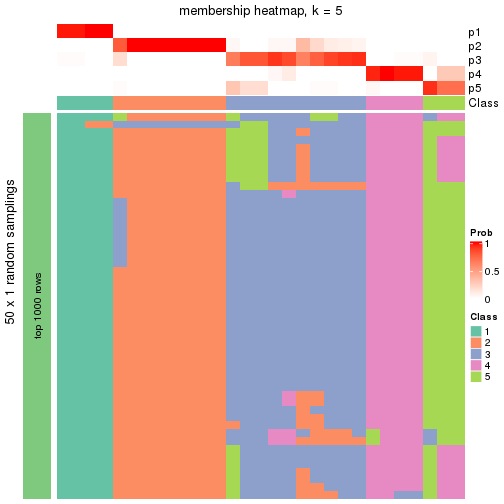 membership heatmap, k = 5
p1
p2
p3
p4
p5
Class
50 x 1 random samplings
top 1000 rows
Prob
1
0.5
0
Class
1
2
3
4
5